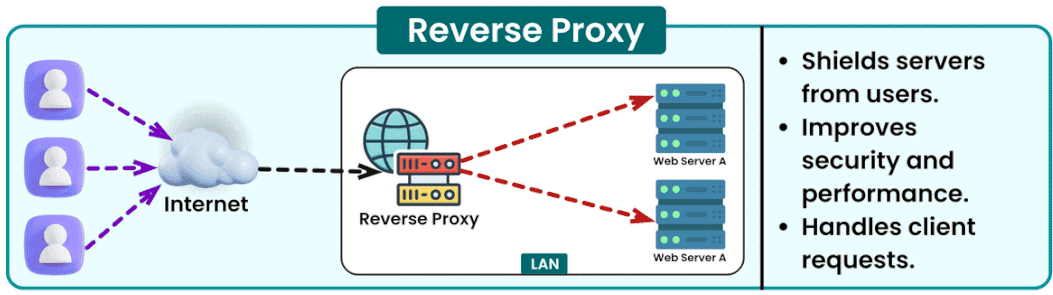 Reverse Proxy
Internet
Reverse Proxy
Web Server A
Web Server A
LAN
• Shields servers
from users.
• Improves
security and
performance.
• Handles client
requests.